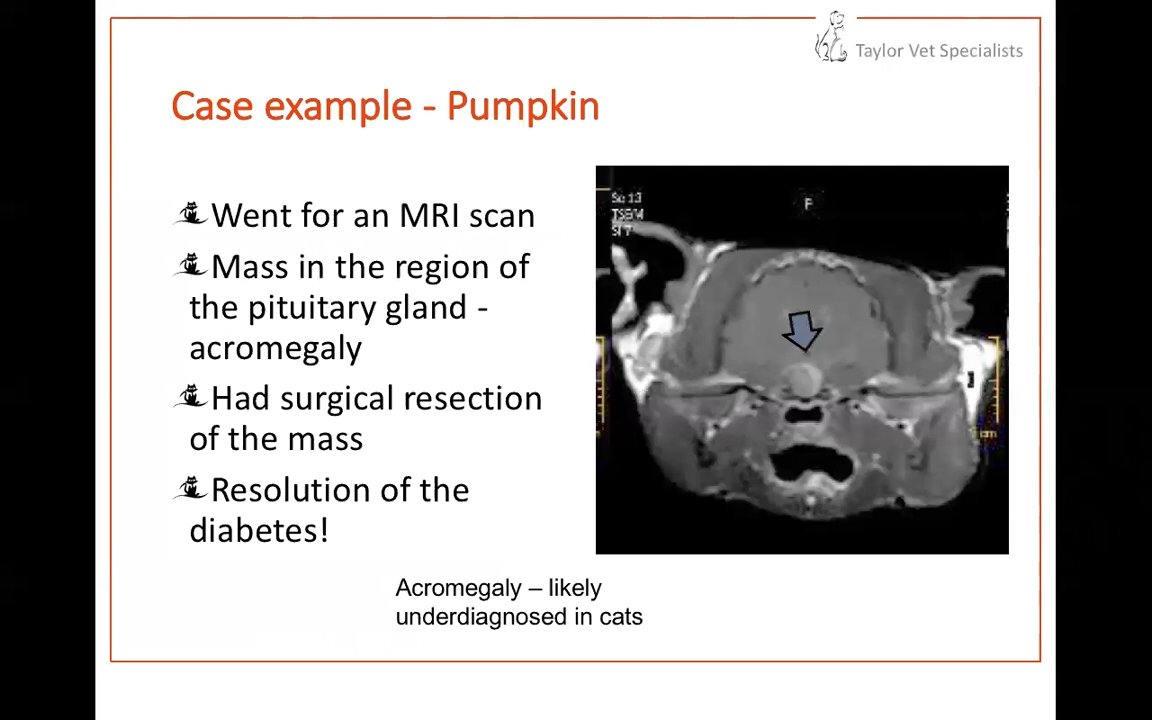 Taylor Vet Specialists
Case example - Pumpkin
Went for an MRI scan
Mass in the region of
the pituitary gland -
acromegaly
Had surgical resection
of the mass
Resolution of the
diabetes!
F
cm
Acromegaly – likely
underdiagnosed in cats